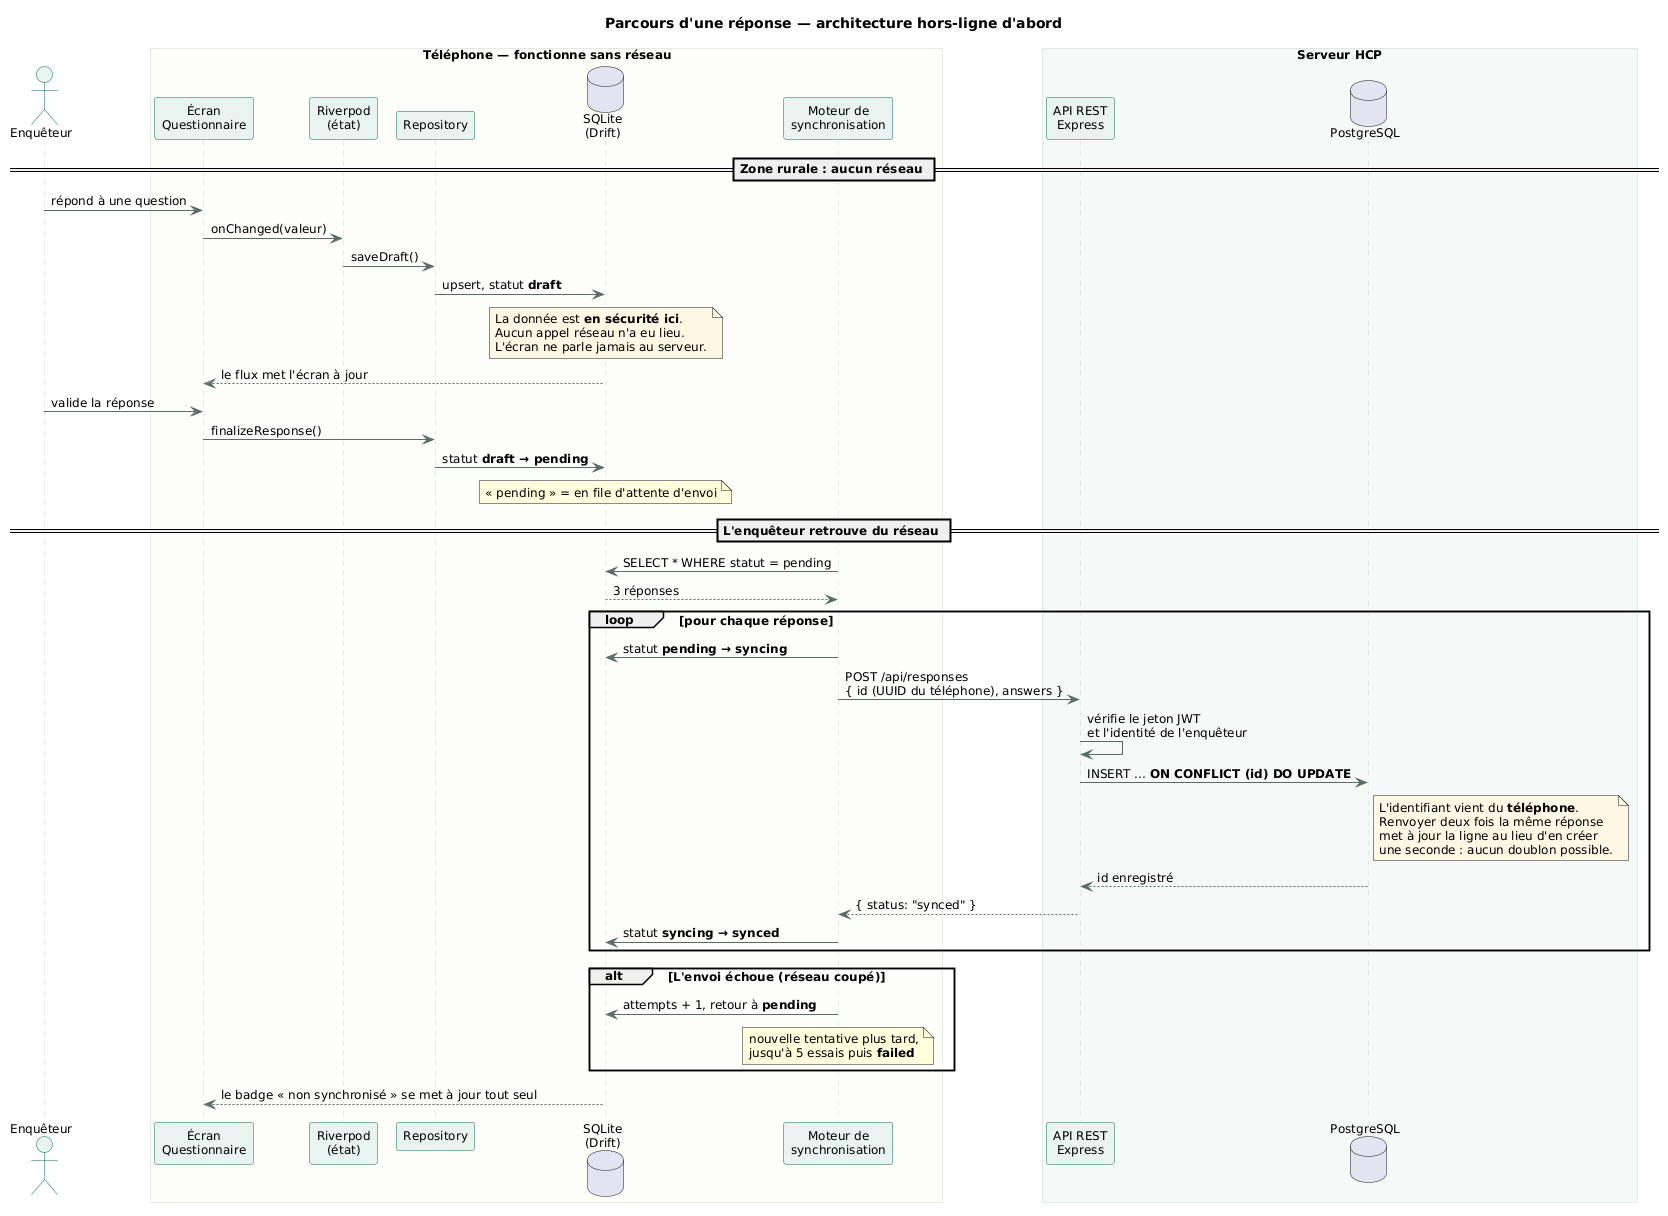 Parcours d'une réponse — architecture hors-ligne d'abord
Téléphone — fonctionne sans réseau
Serveur HCP
Enquêteur
Écran
Questionnaire
Riverpod
(état)
Repository
SQLite
(Drift)
Moteur de
synchronisation
API REST
Express
PostgreSQL
Zone rurale : aucun réseau
répond à une question
onChanged(valeur)
saveDraft()
upsert, statut draft
La donnée est en sécurité ici.
Aucun appel réseau n'a eu lieu.
L'écran ne parle jamais au serveur.
le flux met l'écran à jour
valide la réponse
finalizeResponse()
statut draft → pending
« pending » = en file d'attente d'envoi
L'enquêteur retrouve du réseau
SELECT * WHERE statut = pending
3 réponses
loop [pour chaque réponse]
statut pending → syncing
POST /api/responses
{ id (UUID du téléphone), answers }
vérifie le jeton JWT
et l'identité de l'enquêteur
INSERT ... ON CONFLICT (id) DO UPDATE
L'identifiant vient du téléphone.
Renvoyer deux fois la même réponse
met à jour la ligne au lieu d'en créer
une seconde : aucun doublon possible.
id enregistré
{ status: "synced" }
statut syncing → synced
alt [L'envoi échoue (réseau coupé)]
attempts + 1, retour à pending
nouvelle tentative plus tard,
jusqu'à 5 essais puis failed
le badge « non synchronisé » se met à jour tout seul
Enquêteur
Écran
Questionnaire
Riverpod
(état)
Repository
SQLite
(Drift)
Moteur de
synchronisation
API REST
Express
PostgreSQL